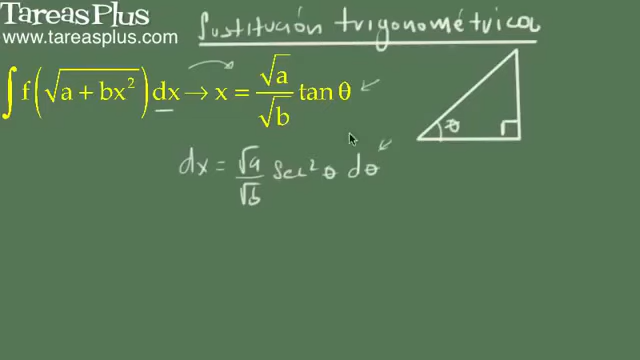 TareasPlus
www.tareasplus.com
Sustitución trigonométrica
∫ f(√(a + bx²)) dx → x = √a/√b tan θ
θ
dx = √a/√b sec² θ dθ